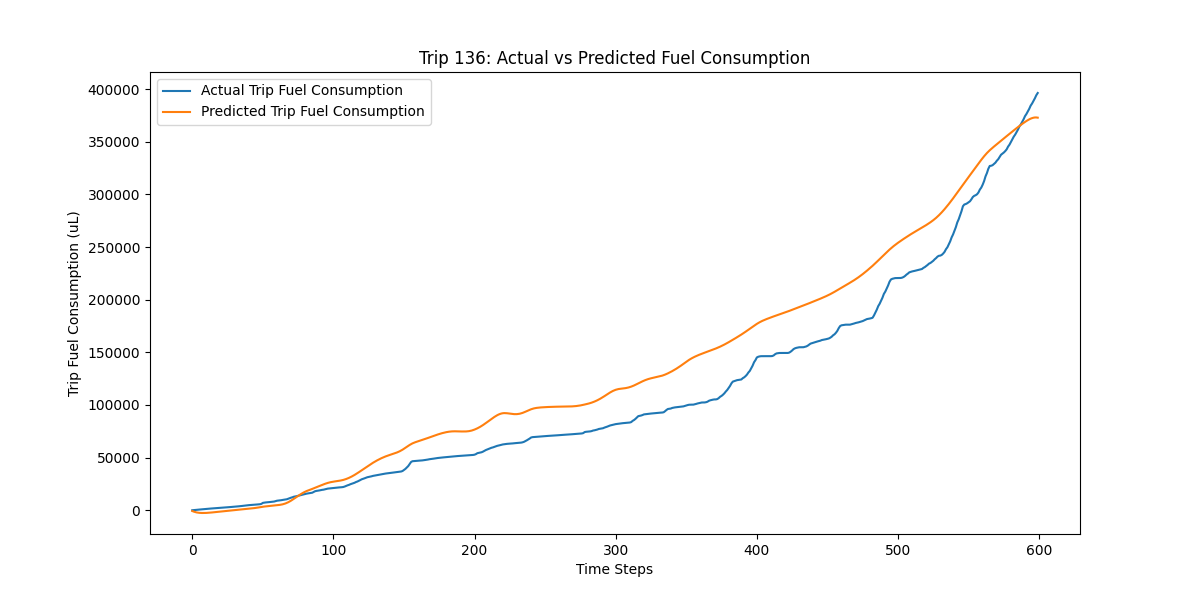 Trip 136: Actual vs Predicted Fuel Consumption
Actual Trip Fuel Consumption
Predicted Trip Fuel Consumption
Trip Fuel Consumption (uL)
400000
350000
300000
250000
200000
150000
100000
50000
0
0 100 200 300 400 500 600
Time Steps